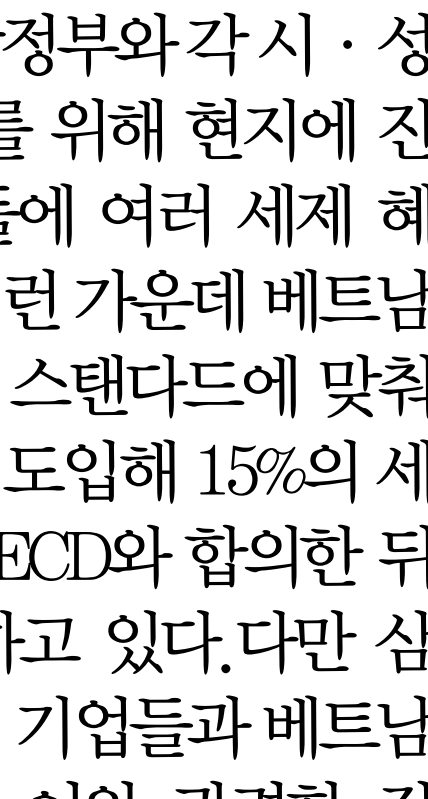 정부와 각 시 · 성
를 위해 현지에 진
들에 여러 세제 혜
런 가운데 베트남
스탠다드에 맞춰
도입해 15%의 세
ECD와 합의한 뒤
하고 있다. 다만 삼
기업들과 베트남